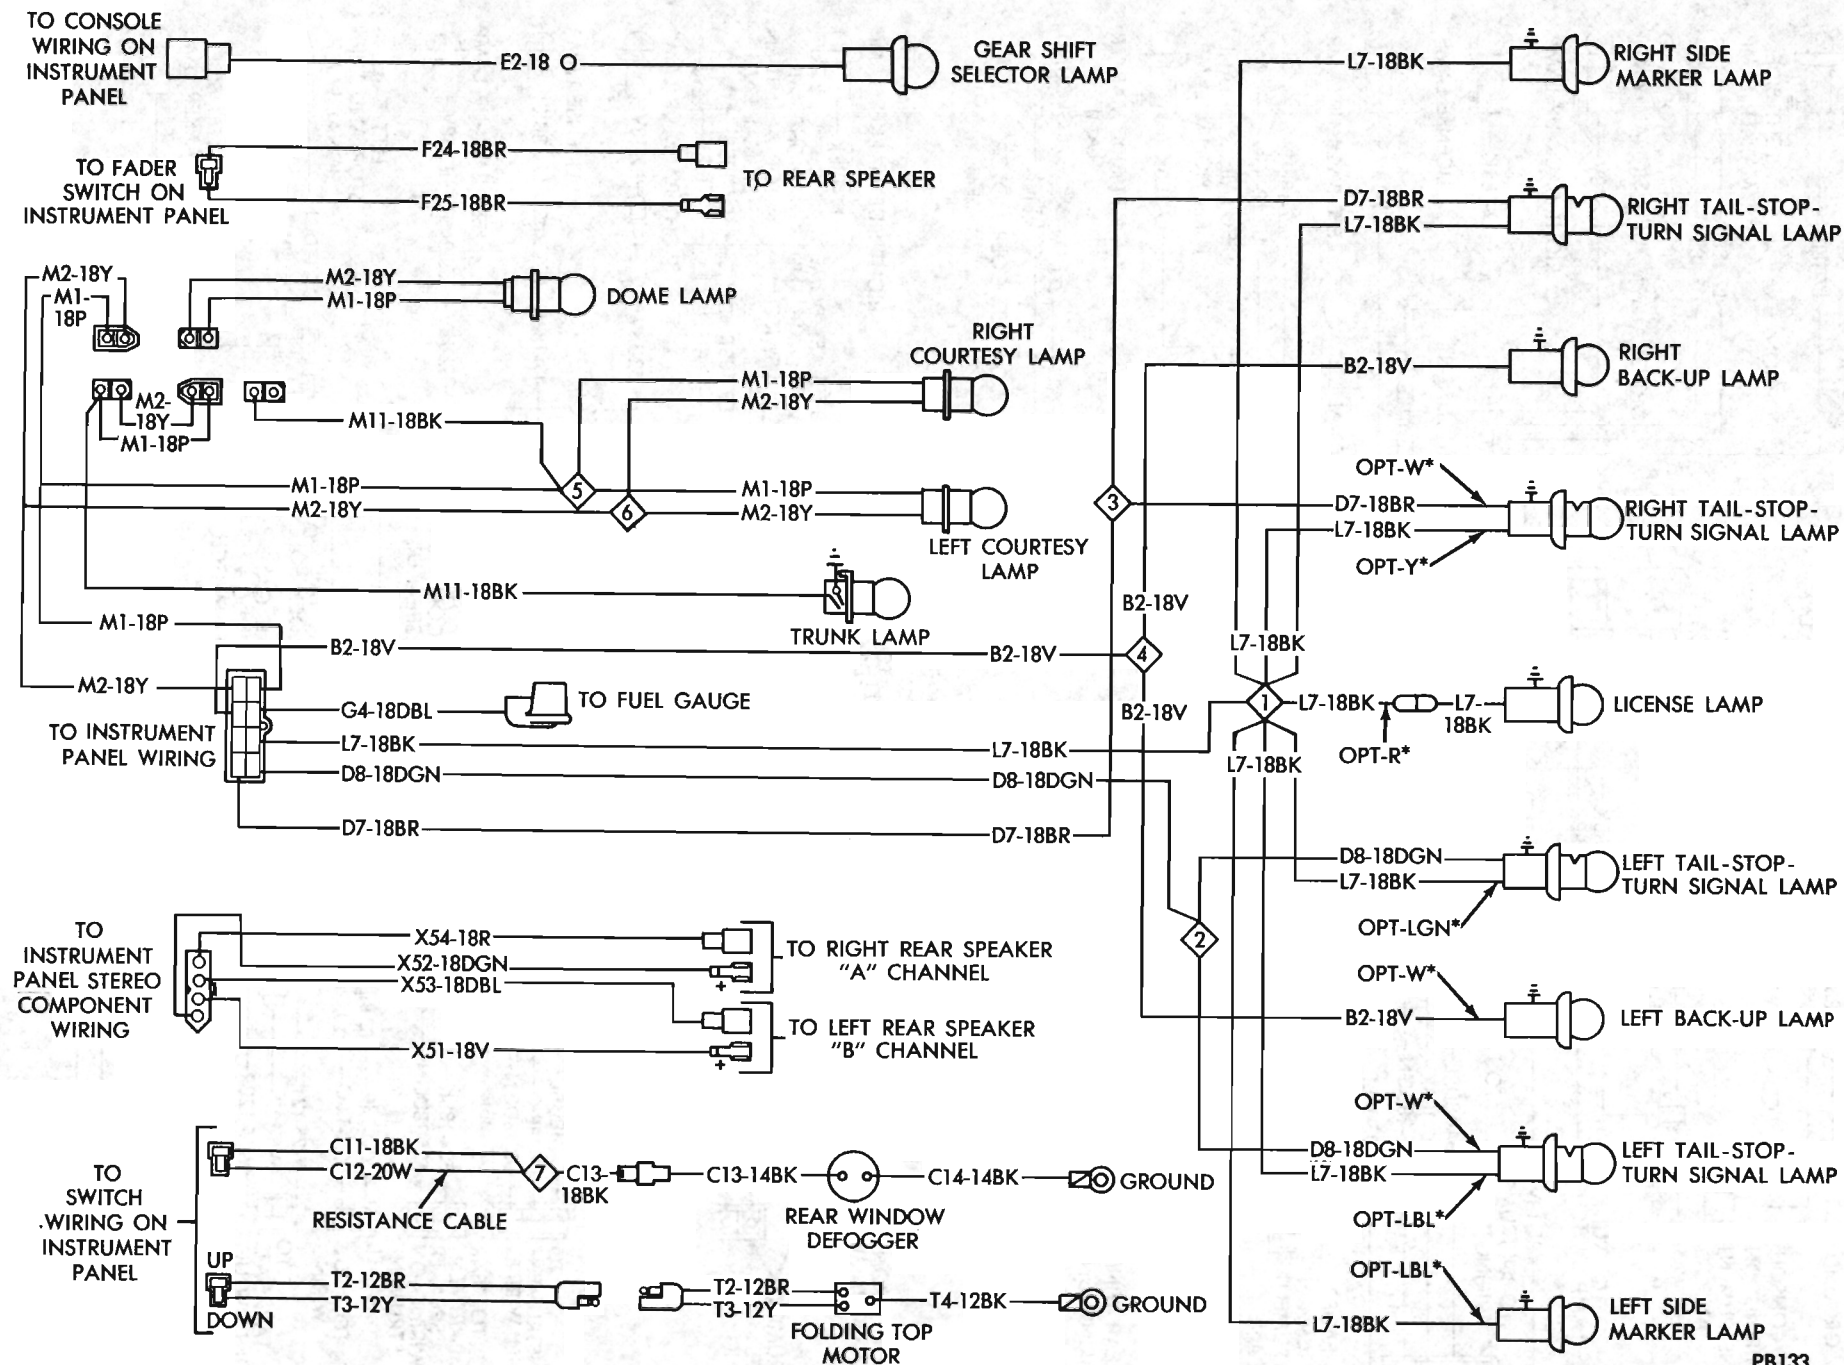 TO CONSOLE
WIRING ON
INSTRUMENT
PANEL
E2-18 O
GEAR SHIFT
SELECTOR LAMP
TO FADER
SWITCH ON
INSTRUMENT PANEL
F24-18BR
F25-18BR
TO REAR SPEAKER
M2-18Y
M1-
18P
M2-18Y
M1-18P
DOME LAMP
M2-
18Y
M1-18P
M11-18BK
RIGHT
COURTESY LAMP
M1-18P
M2-18Y
M1-18P
M2-18Y
5
6
M1-18P
M2-18Y
LEFT COURTESY
LAMP
M11-18BK
TRUNK LAMP
M1-18P
M2-18Y
B2-18V
B2-18V
TO INSTRUMENT
PANEL WIRING
G4-18DBL
TO FUEL GAUGE
L7-18BK
L7-18BK
D8-18DGN
D8-18DGN
D7-18BR
D7-18BR
TO
INSTRUMENT
PANEL STEREO
COMPONENT
WIRING
X54-18R
X52-18DGN
X53-18DBL
X51-18V
+
+
TO RIGHT REAR SPEAKER
"A" CHANNEL
TO LEFT REAR SPEAKER
"B" CHANNEL
TO
SWITCH
WIRING ON
INSTRUMENT
PANEL
C11-18BK
C12-20W
RESISTANCE CABLE
7
C13-
18BK
C13-14BK
REAR WINDOW
DEFOGGER
C14-14BK
GROUND
UP
DOWN
T2-12BR
T3-12Y
T2-12BR
T3-12Y
FOLDING TOP
MOTOR
T4-12BK
GROUND
L7-18BK
RIGHT SIDE
MARKER LAMP
D7-18BR
L7-18BK
RIGHT TAIL-STOP-
TURN SIGNAL LAMP
B2-18V
RIGHT
BACK-UP LAMP
3
OPT-W*
D7-18BR
L7-18BK
OPT-Y*
RIGHT TAIL-STOP-
TURN SIGNAL LAMP
B2-18V
4
B2-18V
L7-18BK
1
L7-18BK
L7-18BK
OPT-R*
L7-
18BK
LICENSE LAMP
D8-18DGN
L7-18BK
OPT-LGN*
LEFT TAIL-STOP-
TURN SIGNAL LAMP
2
OPT-W*
B2-18V
LEFT BACK-UP LAMP
OPT-W*
D8-18DGN
L7-18BK
OPT-LBL*
LEFT TAIL-STOP-
TURN SIGNAL LAMP
OPT-LBL*
L7-18BK
LEFT SIDE
MARKER LAMP
PB133